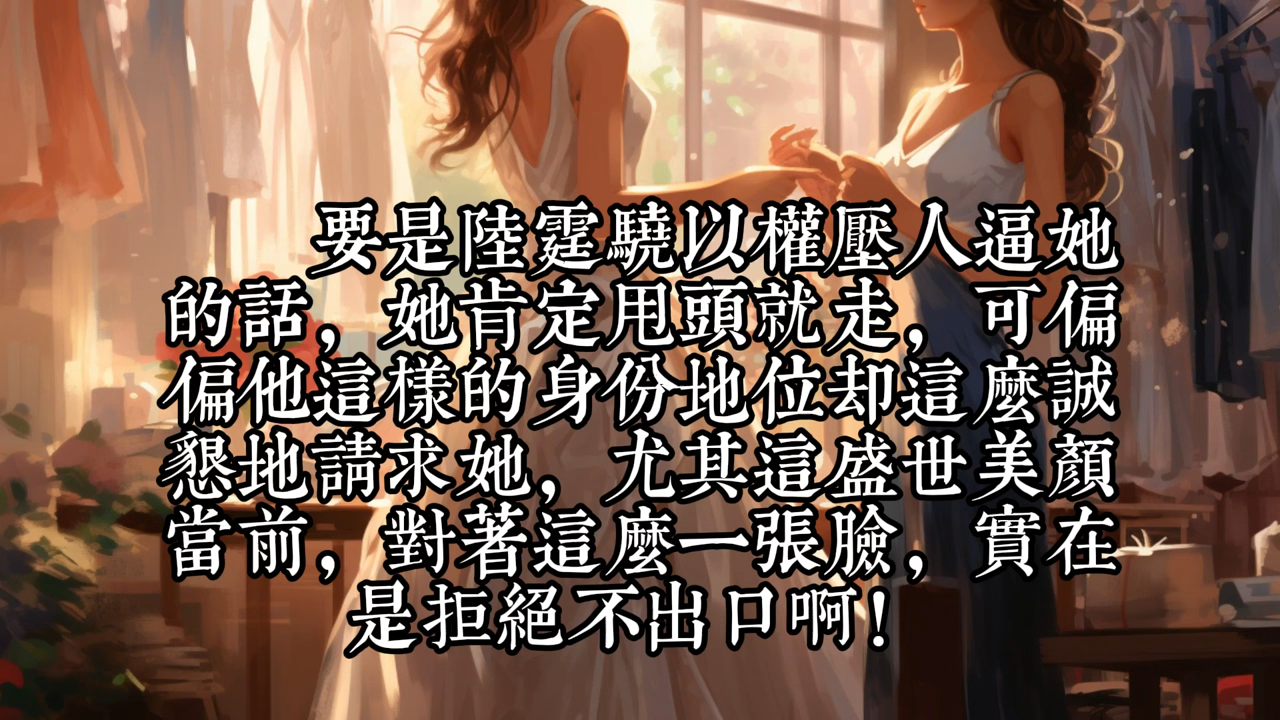 要是陸霆驍以權壓人逼她
的話，她肯定甩頭就走，可偏
偏他這樣的身份地位却這麼誠
懇地請求她，尤其這盛世美顏
當前，對著這麼一張臉，實在
是拒絕不出口啊！